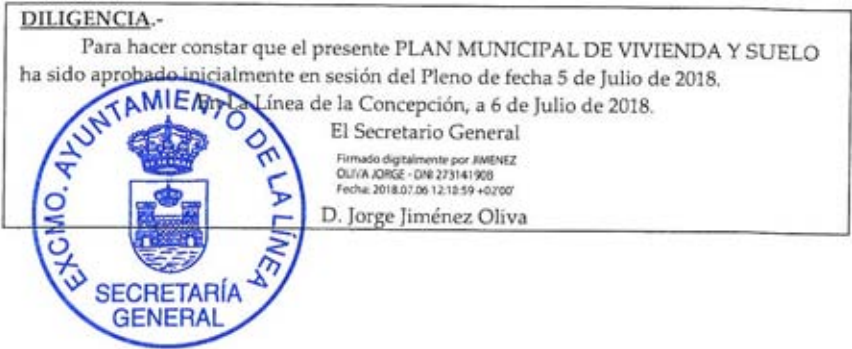 DILIGENCIA.-
Para hacer constar que el presente PLAN MUNICIPAL DE VIVIENDA Y SUELO
ha sido aprobado inicialmente en sesión del Pleno de fecha 5 de Julio de 2018.
En La Línea de la Concepción, a 6 de Julio de 2018.
El Secretario General
Firmado digitalmente por JIMENEZ
OLIVA JORGE - DNI 27314190B
Fecha: 2018.07.06 12:18:59 +02'00'
D. Jorge Jiménez Oliva
EXCMO. AYUNTAMIENTO DE LA LÍNEA
SECRETARÍA
GENERAL